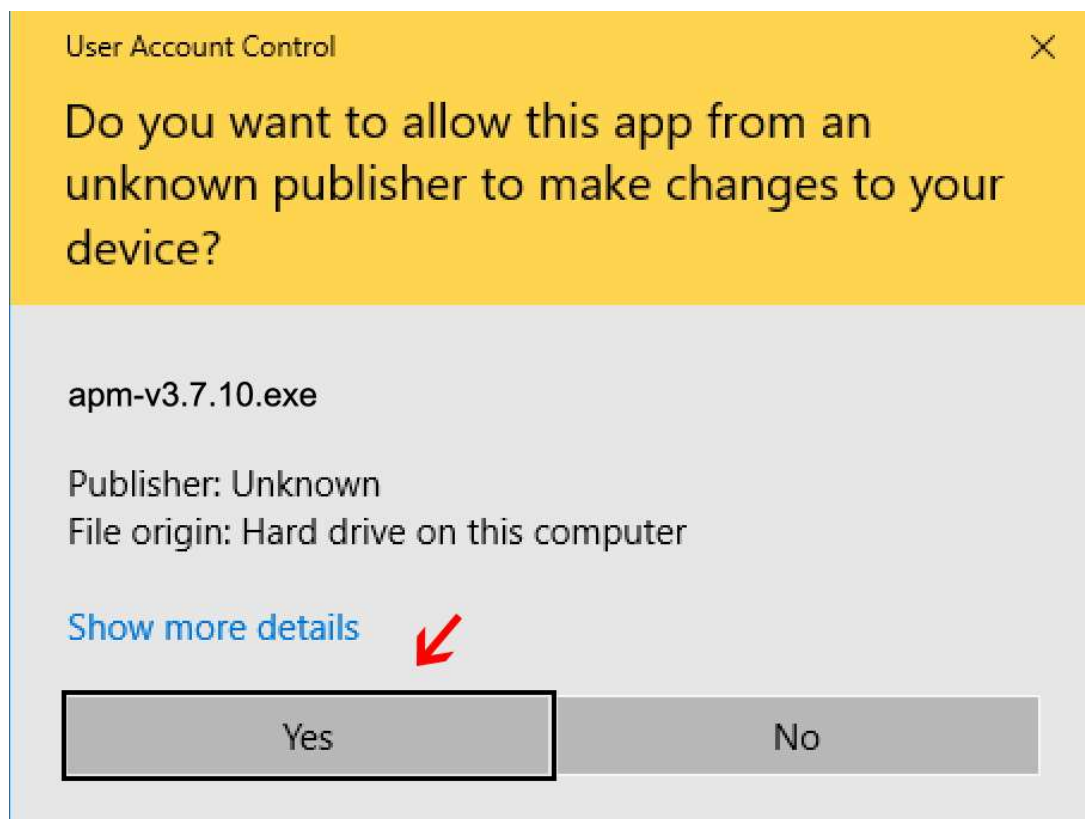 User Account Control
Do you want to allow this app from an
unknown publisher to make changes to your
device?
apm-v3.7.10.exe
Publisher: Unknown
File origin: Hard drive on this computer
Show more details
Yes
No